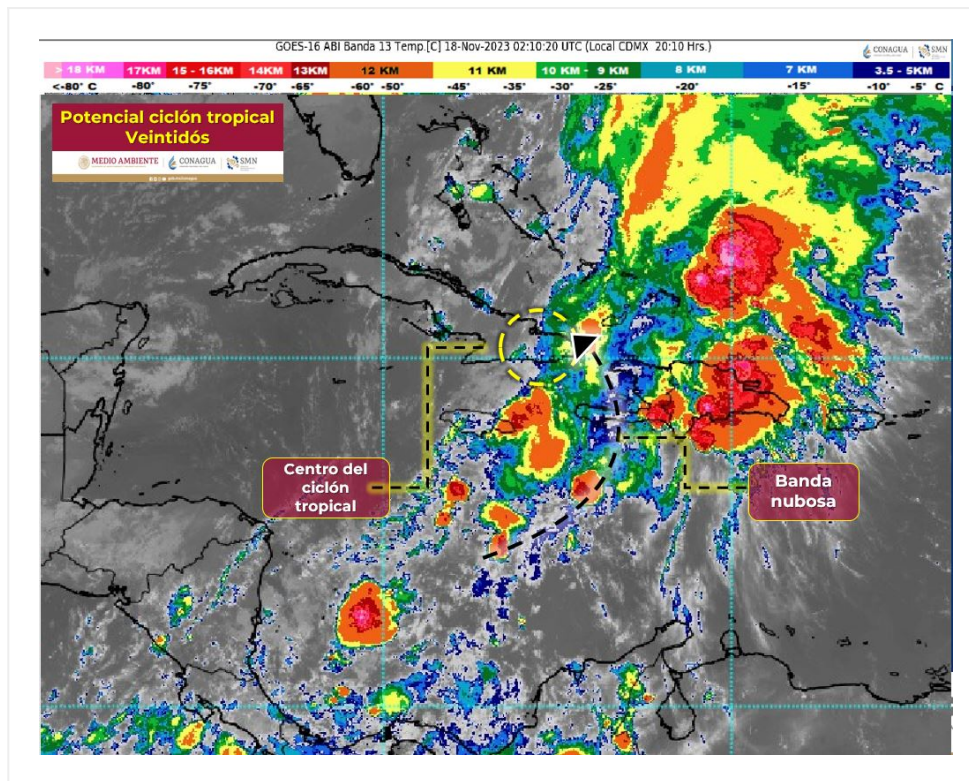 GOES-16 ABI Banda 13 Temp.[C] 18-Nov-2023 02:10:20 UTC (Local CDMX 20:10 Hrs.)
CONAGUA SMN
> 18 KM 17KM 15 - 16KM 14KM 13KM 12 KM 11 KM 10 KM - 9 KM 8 KM 7 KM 3.5 - 5KM
<-80° C -80° -75° -70° -65° -60° -50° -45° -35° -30° -25° -20° -15° -10° -5° C
Potencial ciclón tropical
Veintidós
MEDIO AMBIENTE CONAGUA SMN
Centro del
ciclón
tropical
Banda
nubosa